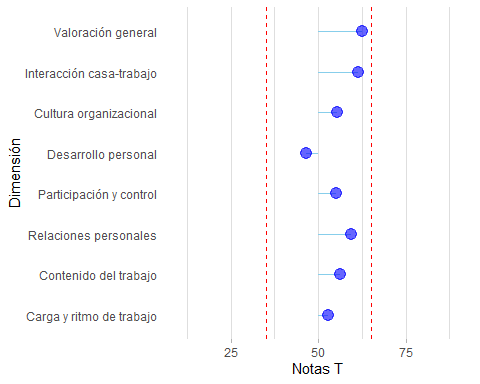 Valoración general
Interacción casa-trabajo
Cultura organizacional
Desarrollo personal
Participación y control
Relaciones personales
Contenido del trabajo
Carga y ritmo de trabajo
Dimensión
25 50 75
Notas T